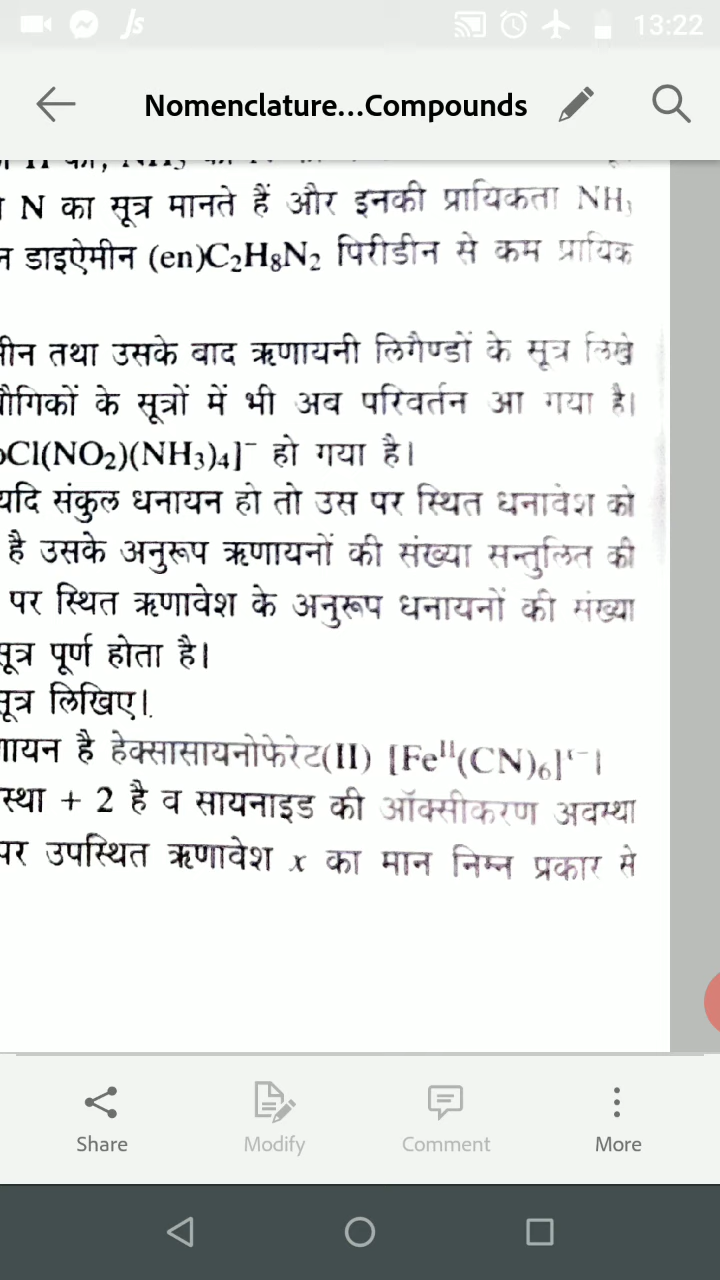 13:22
Nomenclature...Compounds
N का सूत्र मानते हैं और इनकी प्रायिकता NH₃
डाइऐमीन (en)C₂H₈N₂ पिरीडीन से कम प्रायिक
तथा उसके बाद ऋणायनी लिगैण्डों के सूत्र लिखे
के सूत्रों में भी अब परिवर्तन आ गया है।
Cl(NO₂)(NH₃)₄]⁻ हो गया है।
यदि संकुल धनायन हो तो उस पर स्थित धनावेश को
है उसके अनुरूप ऋणायनों की संख्या सन्तुलित की
पर स्थित ऋणावेश के अनुरूप धनायनों की संख्या
सूत्र पूर्ण होता है।
सूत्र लिखिए।
है हेक्सासायनोफेरेट(II) [Feᴵᴵ(CN)₆]
+ 2 है व सायनाइड की ऑक्सीकरण अवस्था
पर उपस्थित ऋणावेश x का मान निम्न प्रकार से
Share
Modify
Comment
More